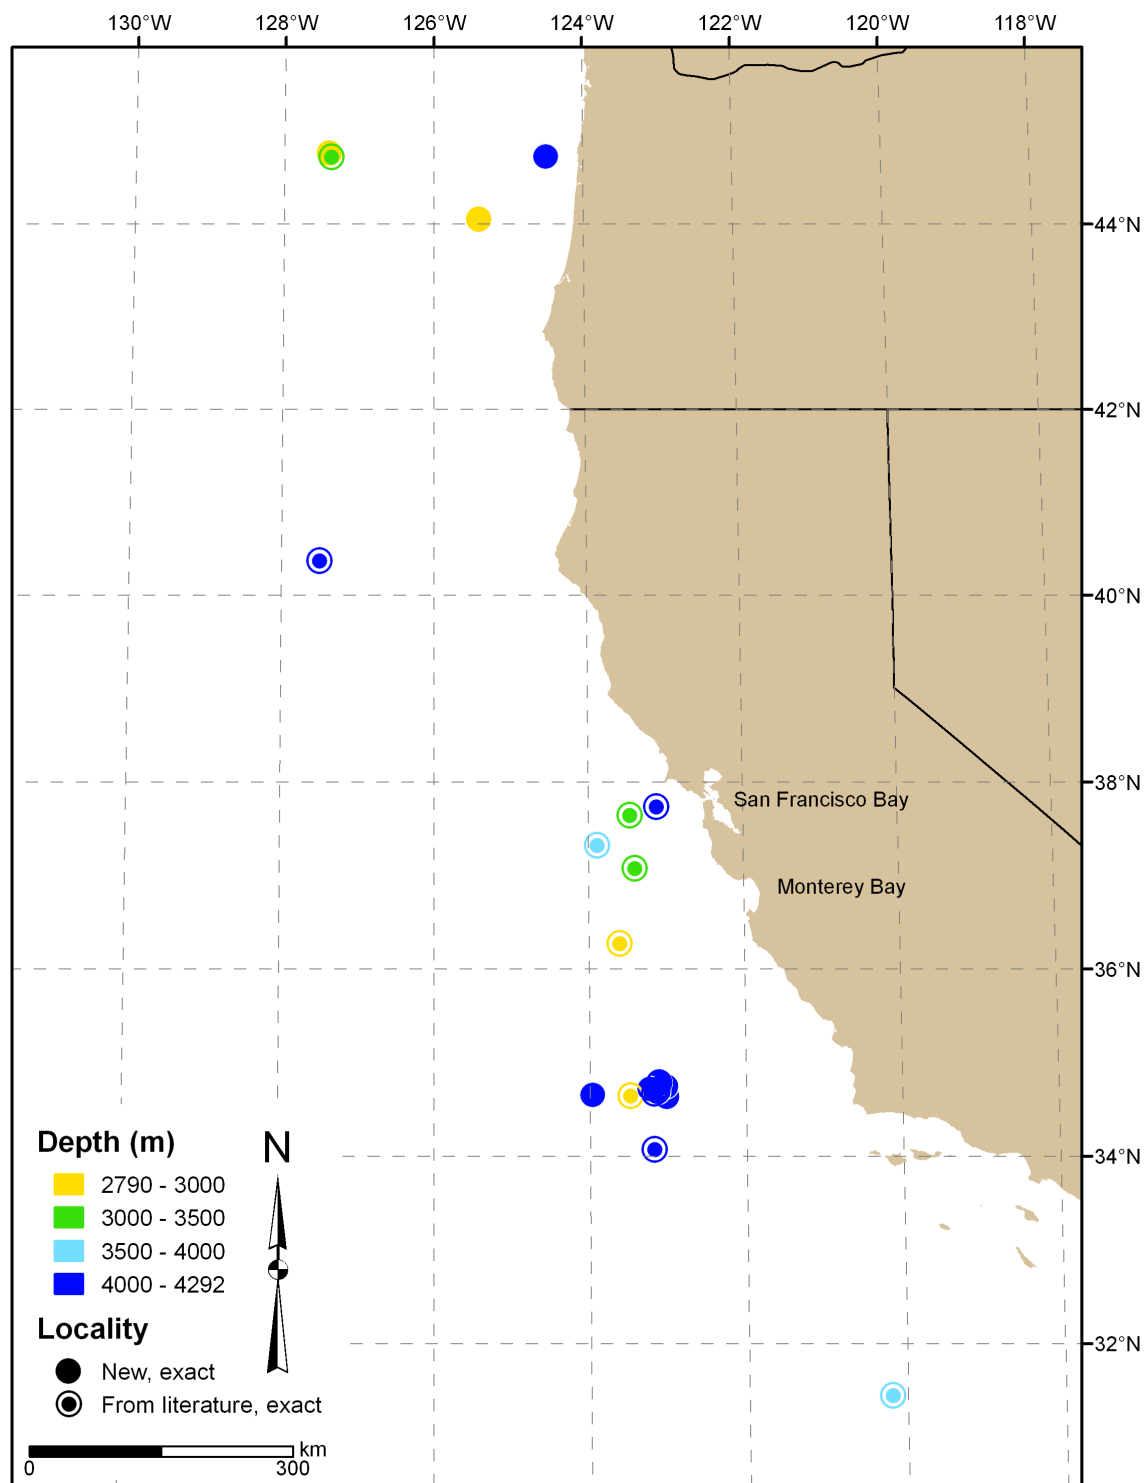 130°W 128°W 126°W 124°W 122°W 120°W 118°W
44°N
42°N
40°N
38°N
San Francisco Bay
Monterey Bay
36°N
34°N
32°N
Depth (m)
2790 - 3000
3000 - 3500
3500 - 4000
4000 - 4292
N
Locality
New, exact
From literature, exact
km
0 300